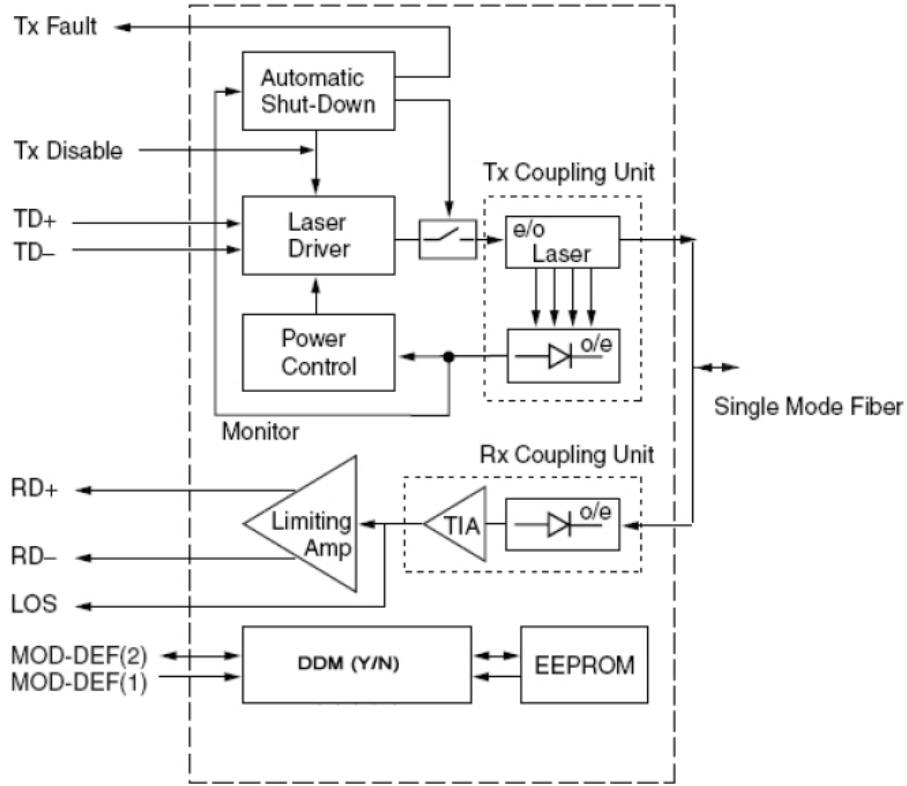 Tx Fault
Automatic
Shut-Down
Tx Disable
Tx Coupling Unit
TD+
TD–
Laser
Driver
e/o
Laser
Power
Control
o/e
Single Mode Fiber
Monitor
Rx Coupling Unit
RD+
RD–
LOS
Limiting
Amp
TIA
o/e
MOD-DEF(2)
MOD-DEF(1)
DDM (Y/N)
EEPROM